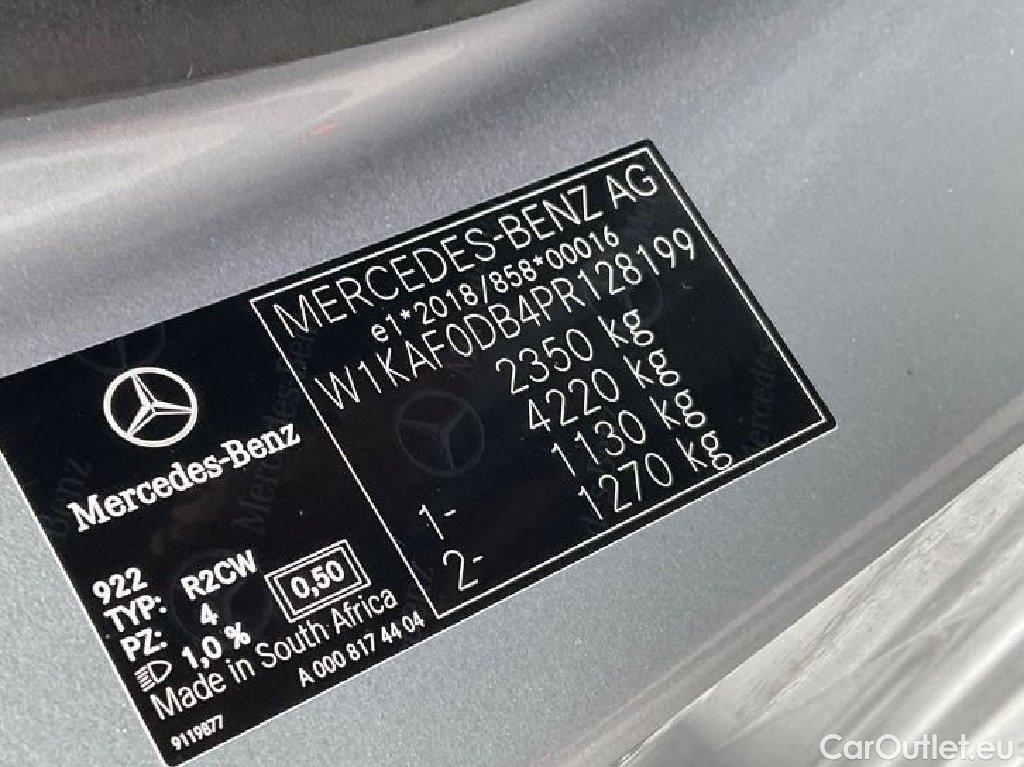 MERCEDES-BENZ AG
e1*2018/858*00016
W1KAF0DB4PR128199
2350 kg
4220 kg
1- 1130 kg
2- 1270 kg
Mercedes-Benz
922
TYP: R2CW
PZ: 4 0,50
1,0 %
Made in South Africa
A 000 817 44 04
9119877
CarOutlet.eu